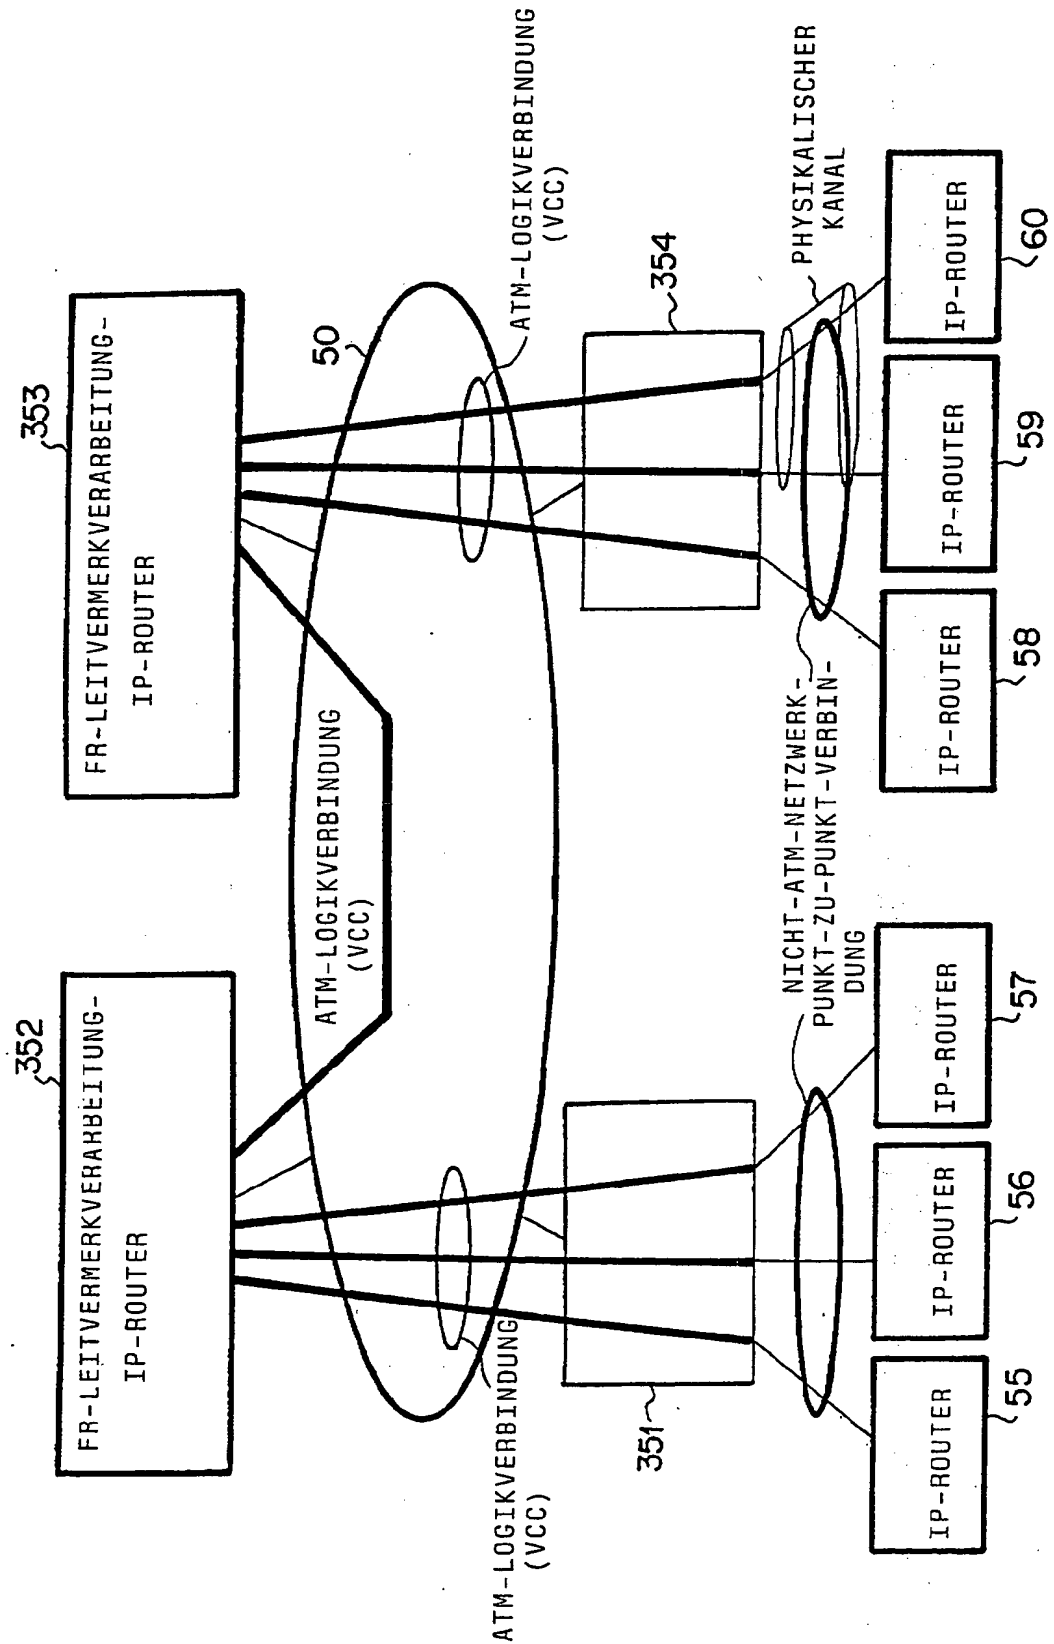 352
FR-LEITVERMERKVERARBEITUNG-
IP-ROUTER
353
FR-LEITVERMERKVERARBEITUNG-
IP-ROUTER
50
ATM-LOGIKVERBINDUNG
(VCC)
ATM-LOGIKVERBINDUNG
(VCC)
ATM-LOGIKVERBINDUNG
(VCC)
351
354
NICHT-ATM-NETZWERK-
PUNKT-ZU-PUNKT-VERBIN-
DUNG
PHYSIKALISCHER
KANAL
IP-ROUTER
55
IP-ROUTER
56
IP-ROUTER
57
IP-ROUTER
58
IP-ROUTER
59
IP-ROUTER
60